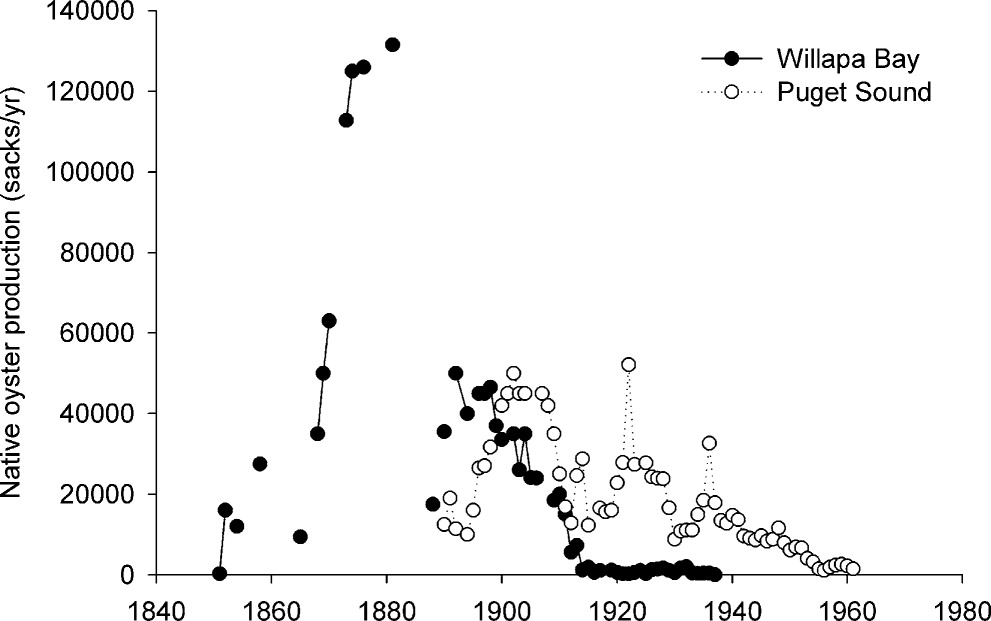 Native oyster production (sacks/yr)
140000
120000
100000
80000
60000
40000
20000
0
1840 1860 1880 1900 1920 1940 1960 1980
Willapa Bay
Puget Sound